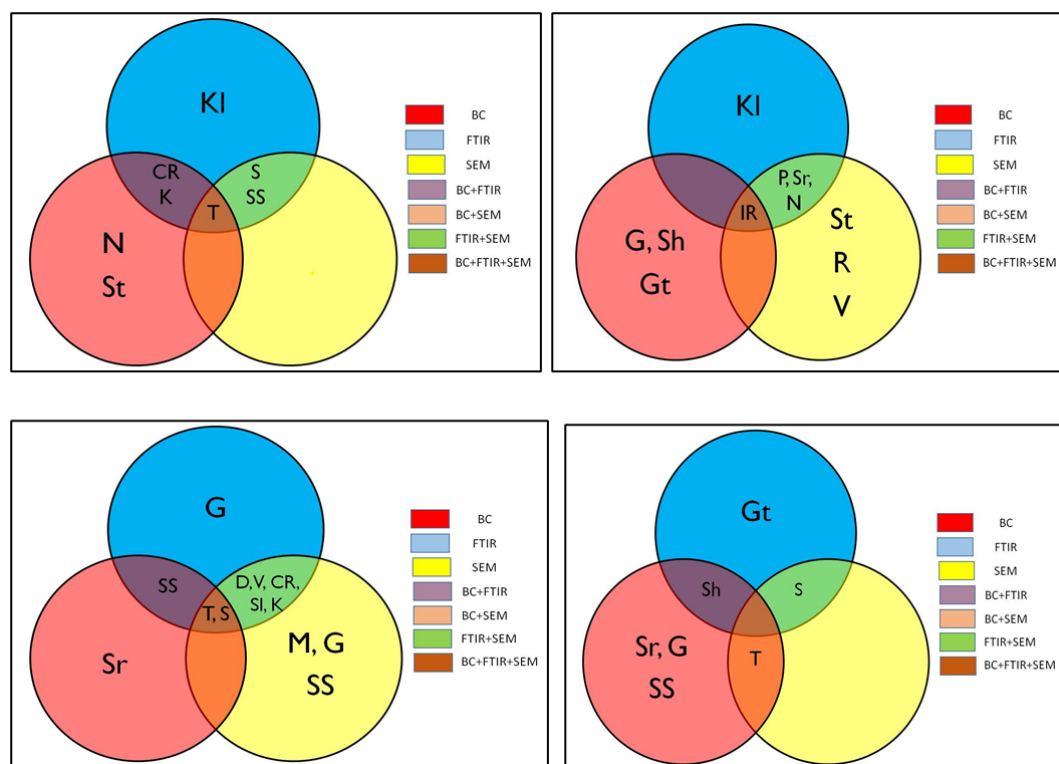 KI
CR
K
S
SS
T
N
St
BC
FTIR
SEM
BC+FTIR
BC+SEM
FTIR+SEM
BC+FTIR+SEM
KI
P, Sr,
N
IR
G, Sh
Gt
St
R
V
BC
FTIR
SEM
BC+FTIR
BC+SEM
FTIR+SEM
BC+FTIR+SEM
G
SS
D,V, CR,
SI, K
T, S
Sr
M, G
SS
BC
FTIR
SEM
BC+FTIR
BC+SEM
FTIR+SEM
BC+FTIR+SEM
Gt
Sh
S
T
Sr, G
SS
BC
FTIR
SEM
BC+FTIR
BC+SEM
FTIR+SEM
BC+FTIR+SEM